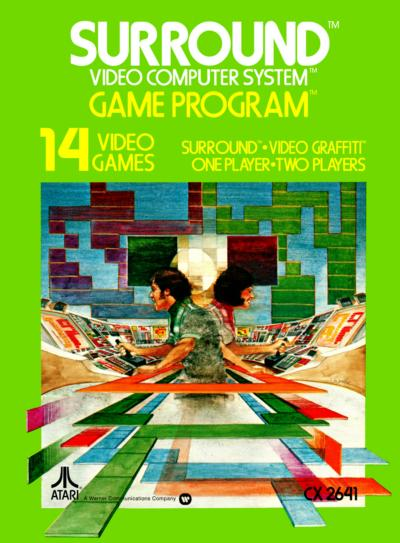 SURROUND™
VIDEO COMPUTER SYSTEM™
GAME PROGRAM™
14 VIDEO GAMES
SURROUND™•VIDEO GRAFFITI™
ONE PLAYER•TWO PLAYERS
ATARI®
A Warner Communications Company
CX 2641